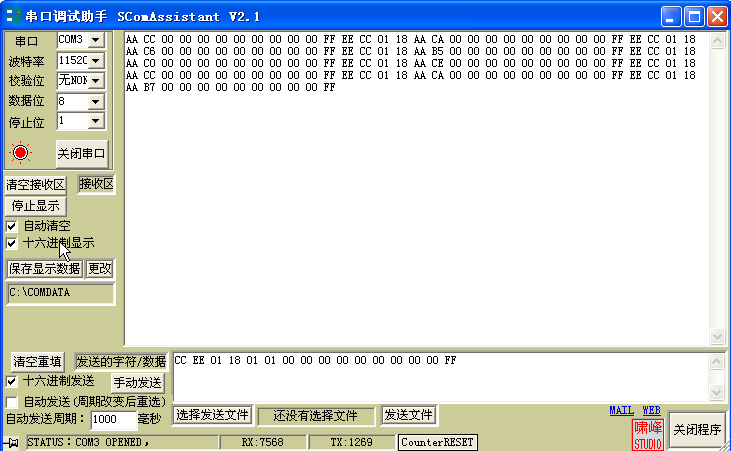 串口调试助手 SComAssistant V2.1
串口 COM3
波特率 1152C
校验位 无NON
数据位 8
停止位 1
关闭串口
清空接收区 接收区
停止显示
自动清空
十六进制显示
保存显示数据 更改
C:\COMDATA
AA CC 00 00 00 00 00 00 00 00 00 FF EE CC 01 18 AA CA 00 00 00 00 00 00 00 00 00 FF EE CC 01 18
AA C6 00 00 00 00 00 00 00 00 00 FF EE CC 01 18 AA B5 00 00 00 00 00 00 00 00 00 FF EE CC 01 18
AA C0 00 00 00 00 00 00 00 00 00 FF EE CC 01 18 AA CE 00 00 00 00 00 00 00 00 00 FF EE CC 01 18
AA CC 00 00 00 00 00 00 00 00 00 FF EE CC 01 18 AA CA 00 00 00 00 00 00 00 00 00 FF EE CC 01 18
AA B7 00 00 00 00 00 00 00 00 00 FF
清空重填 发送的字符/数据
CC EE 01 18 01 01 00 00 00 00 00 00 00 00 00 FF
十六进制发送 手动发送
自动发送(周期改变后重选)
自动发送周期: 1000 毫秒
选择发送文件 还没有选择文件 发送文件
MAIL WEB
啸峰
STUDIO
关闭程序
STATUS:COM3 OPENED, RX:7568 TX:1269 CounterRESET